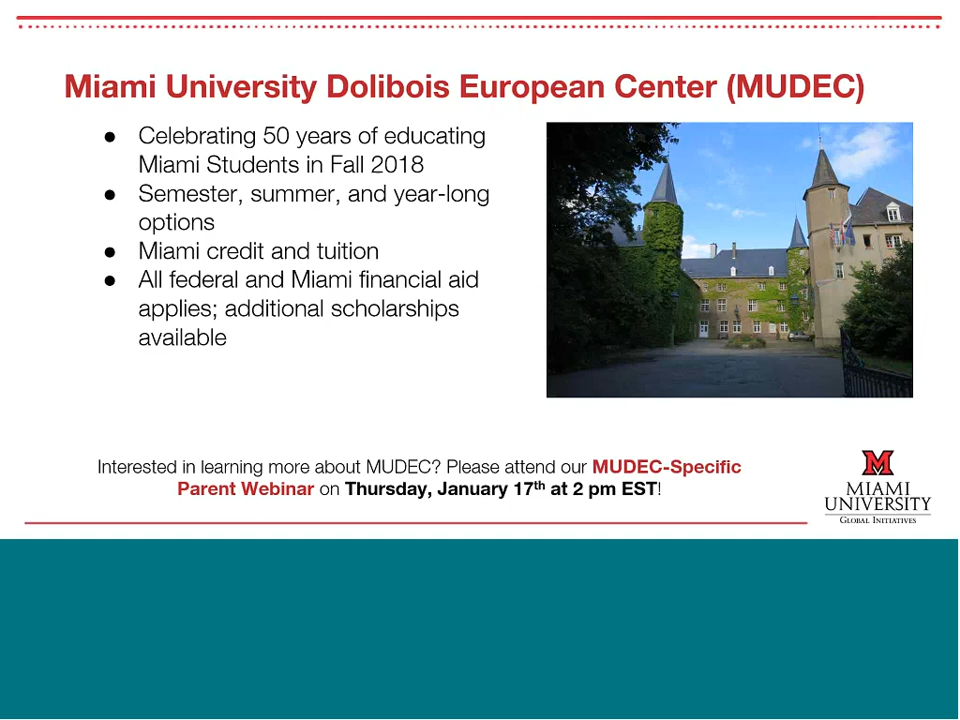 Miami University Dolibois European Center (MUDEC)
● Celebrating 50 years of educating
Miami Students in Fall 2018
● Semester, summer, and year-long
options
● Miami credit and tuition
● All federal and Miami financial aid
applies; additional scholarships
available
Interested in learning more about MUDEC? Please attend our MUDEC-Specific
Parent Webinar on Thursday, January 17th at 2 pm EST!
M
MIAMI
UNIVERSITY
GLOBAL INITIATIVES